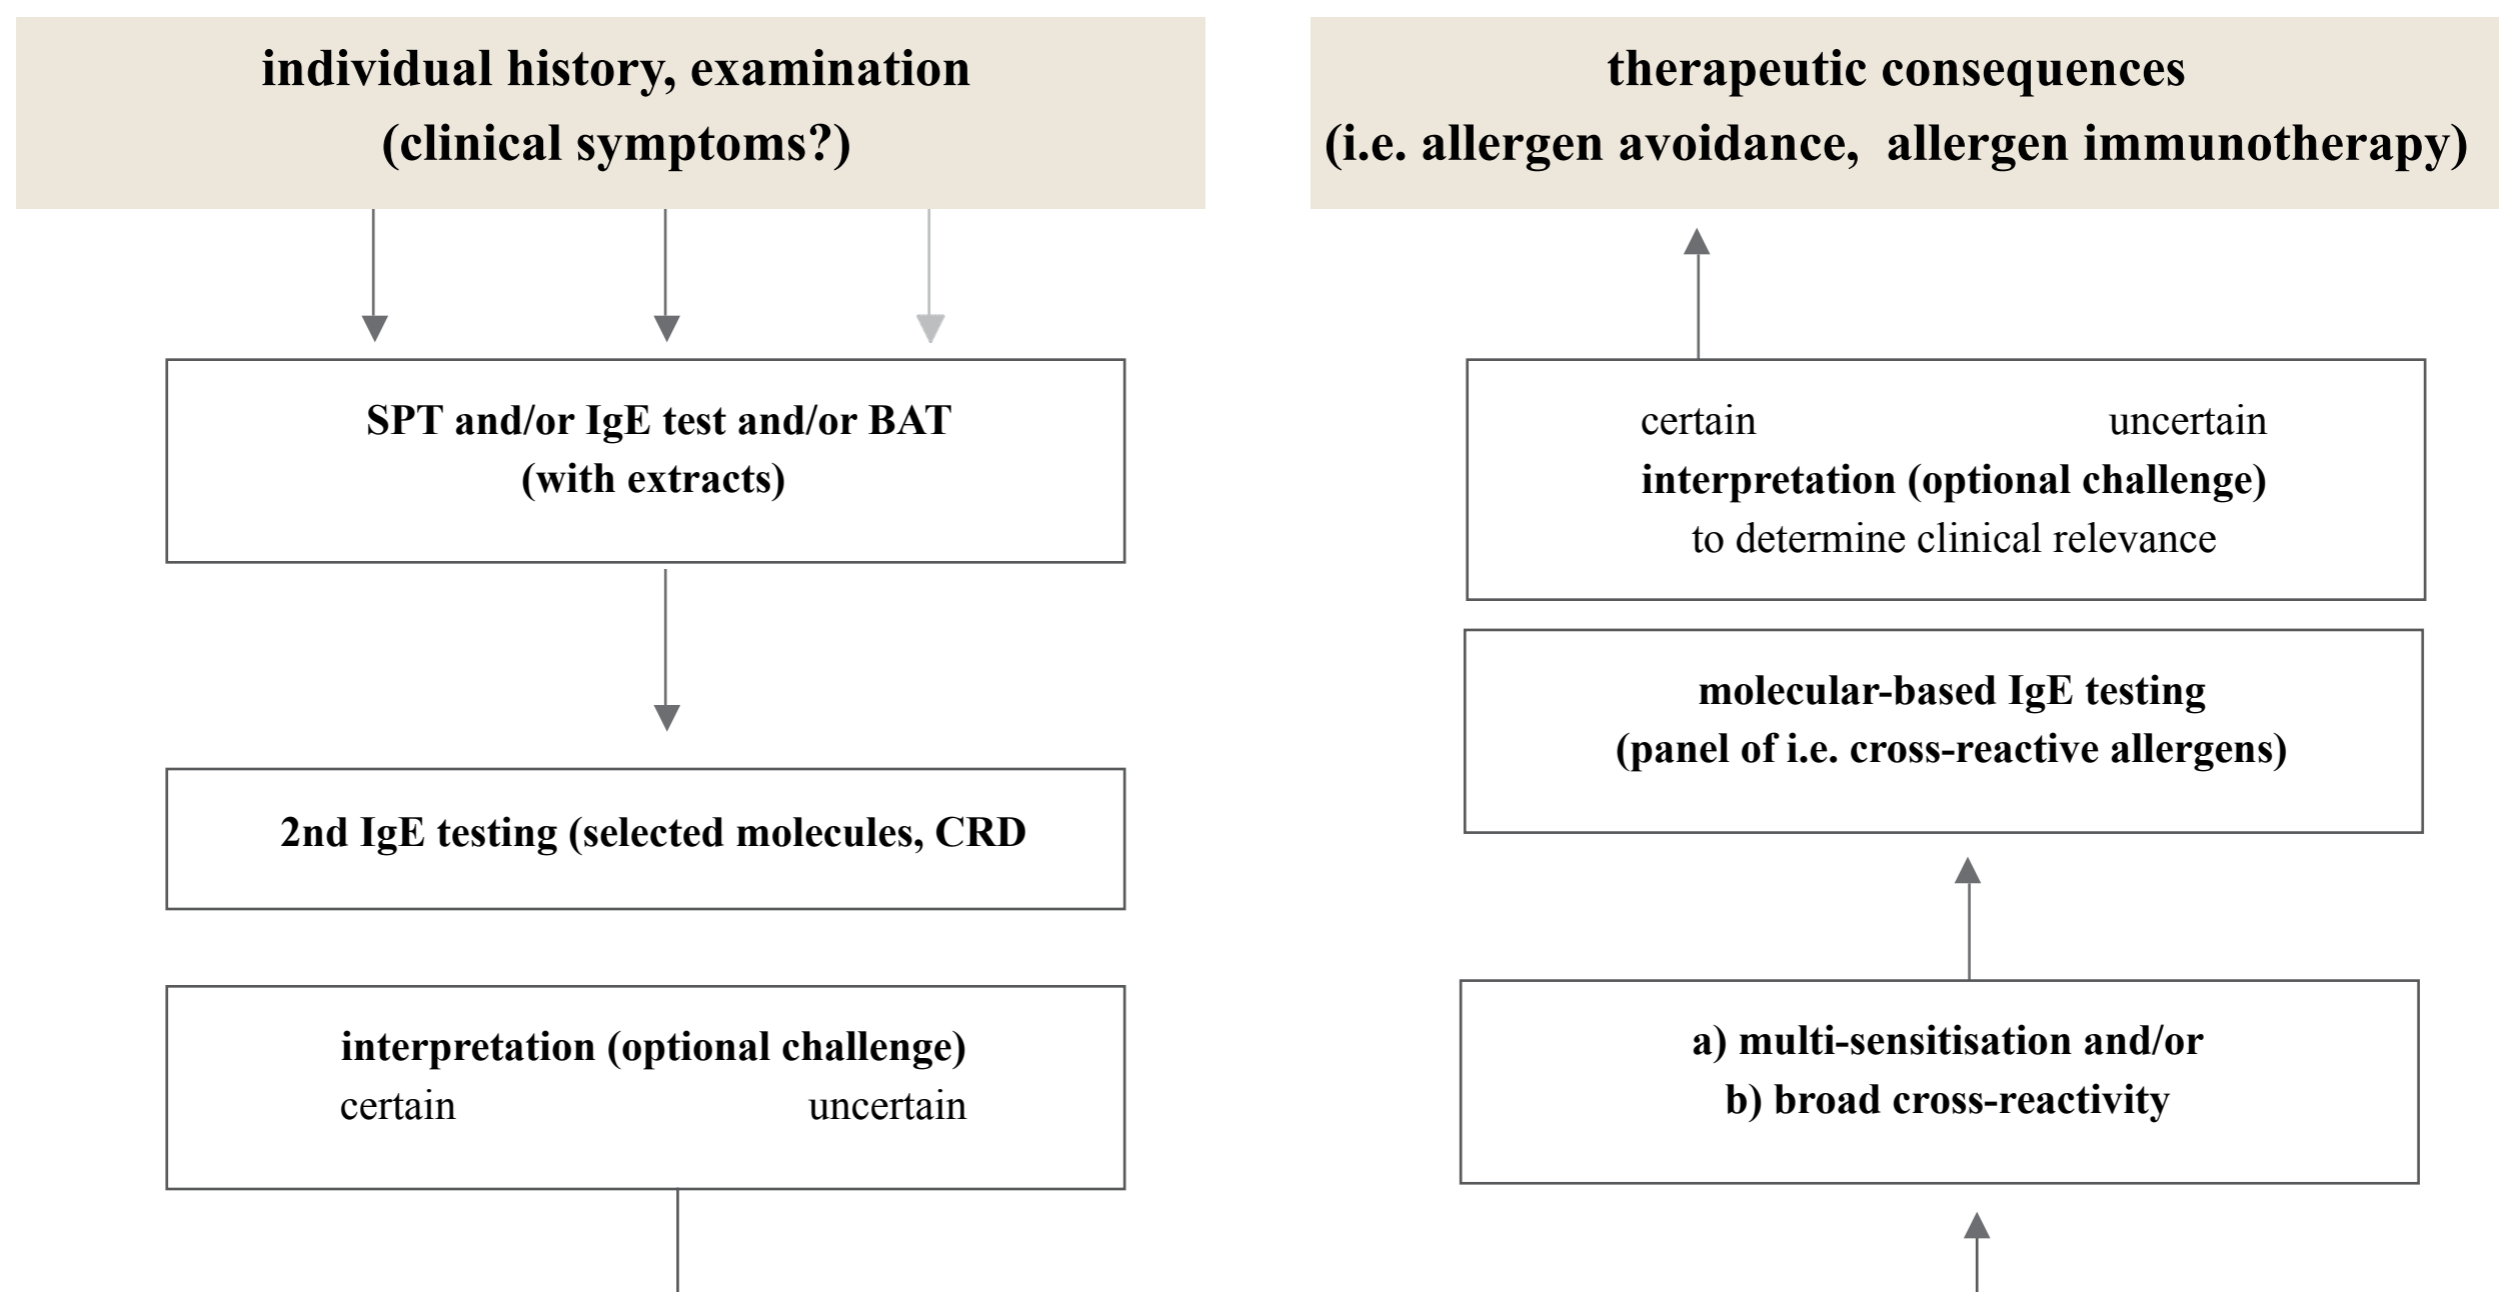 individual history, examination
(clinical symptoms?)
SPT and/or IgE test and/or BAT
(with extracts)
2nd IgE testing (selected molecules, CRD
interpretation (optional challenge)
certain uncertain
therapeutic consequences
(i.e. allergen avoidance, allergen immunotherapy)
certain uncertain
interpretation (optional challenge)
to determine clinical relevance
molecular-based IgE testing
(panel of i.e. cross-reactive allergens)
a) multi-sensitisation and/or
b) broad cross-reactivity